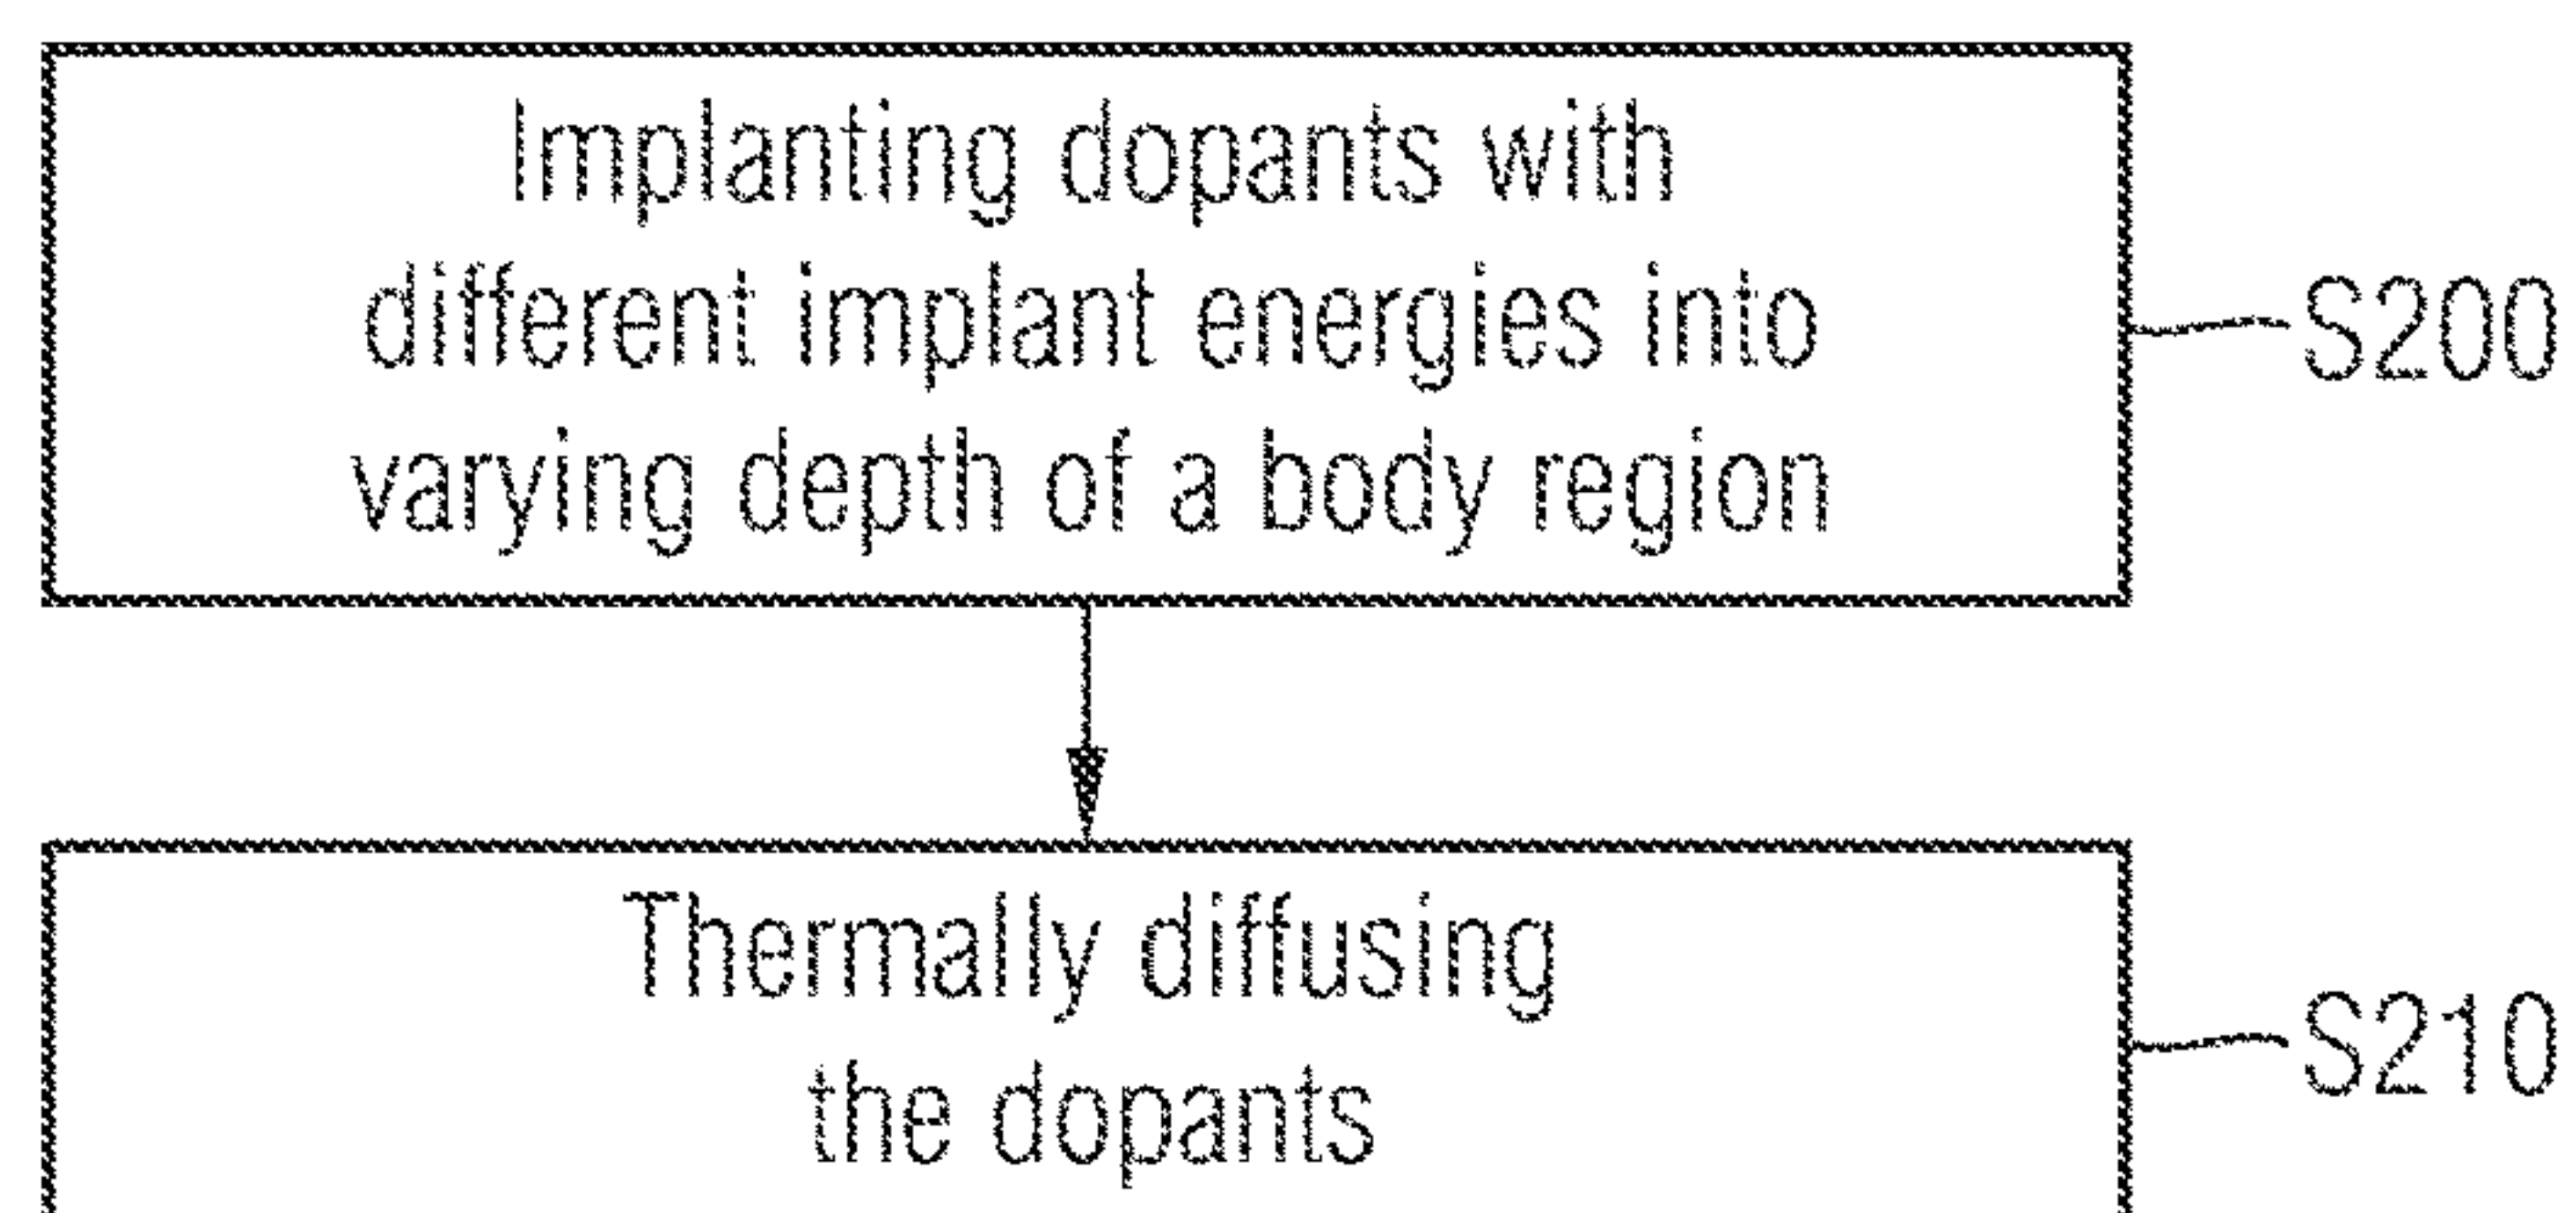 Implanting dopants with
different implant energies into
varying depth of a body region
S200
Thermally diffusing
the dopants
S210